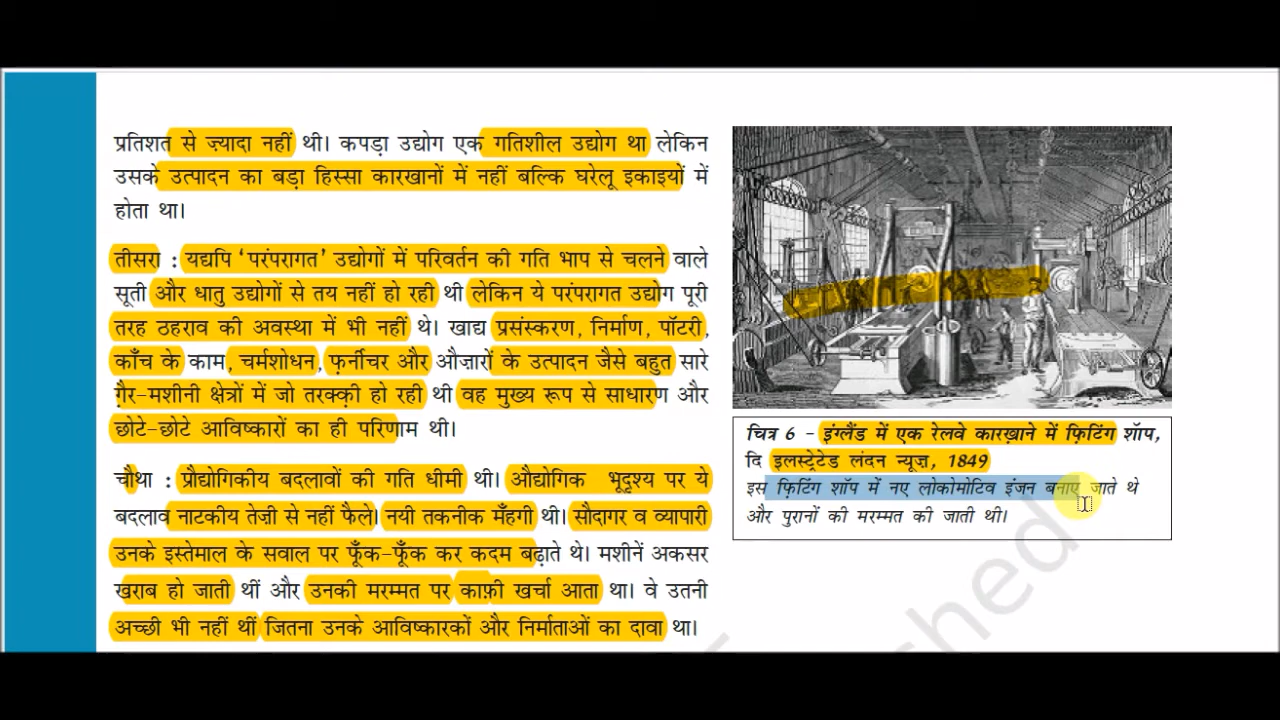 प्रतिशत से ज़्यादा नहीं थी। कपड़ा उद्योग एक गतिशील उद्योग था लेकिन
उसके उत्पादन का बड़ा हिस्सा कारखानों में नहीं बल्कि घरेलू इकाइयों में
होता था।
तीसरा : यद्यपि ‘परंपरागत’ उद्योगों में परिवर्तन की गति भाप से चलने वाले
सूती और धातु उद्योगों से तय नहीं हो रही थी लेकिन ये परंपरागत उद्योग पूरी
तरह ठहराव की अवस्था में भी नहीं थे। खाद्य प्रसंस्करण, निर्माण, पॉटरी,
काँच के काम, चर्मशोधन, फ़र्नीचर और औज़ारों के उत्पादन जैसे बहुत सारे
ग़ैर-मशीनी क्षेत्रों में जो तरक्क़ी हो रही थी वह मुख्य रूप से साधारण और
छोटे-छोटे आविष्कारों का ही परिणाम थी।
चौथा : प्रौद्योगिकीय बदलावों की गति धीमी थी। औद्योगिक भूदृश्य पर ये
बदलाव नाटकीय तेज़ी से नहीं फैले। नयी तकनीक मँहगी थी। सौदागर व व्यापारी
उनके इस्तेमाल के सवाल पर फूँक-फूँक कर कदम बढ़ाते थे। मशीनें अकसर
खराब हो जाती थीं और उनकी मरम्मत पर काफ़ी खर्चा आता था। वे उतनी
अच्छी भी नहीं थीं जितना उनके आविष्कारकों और निर्माताओं का दावा था।
चित्र 6 – इंग्लैंड में एक रेलवे कारख़ाने में फ़िटिंग शॉप,
दि इलस्ट्रेटेड लंदन न्यूज़, 1849
इस फ़िटिंग शॉप में नए लोकोमोटिव इंजन बनाए जाते थे
और पुरानों की मरम्मत की जाती थी।